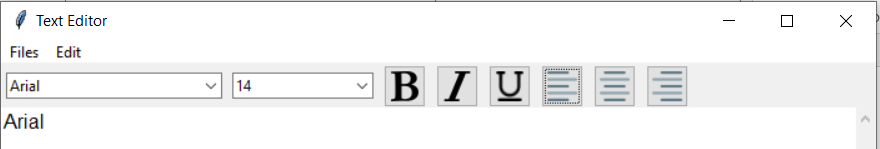 Text Editor
Files Edit
Arial 14 B I U
Arial